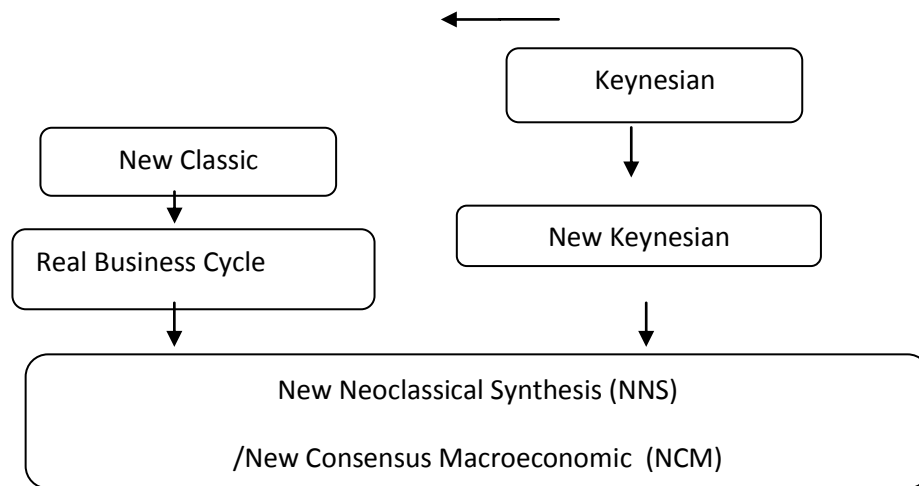 Keynesian
New Classic
New Keynesian
Real Business Cycle
New Neoclassical Synthesis (NNS)
/New Consensus Macroeconomic (NCM)